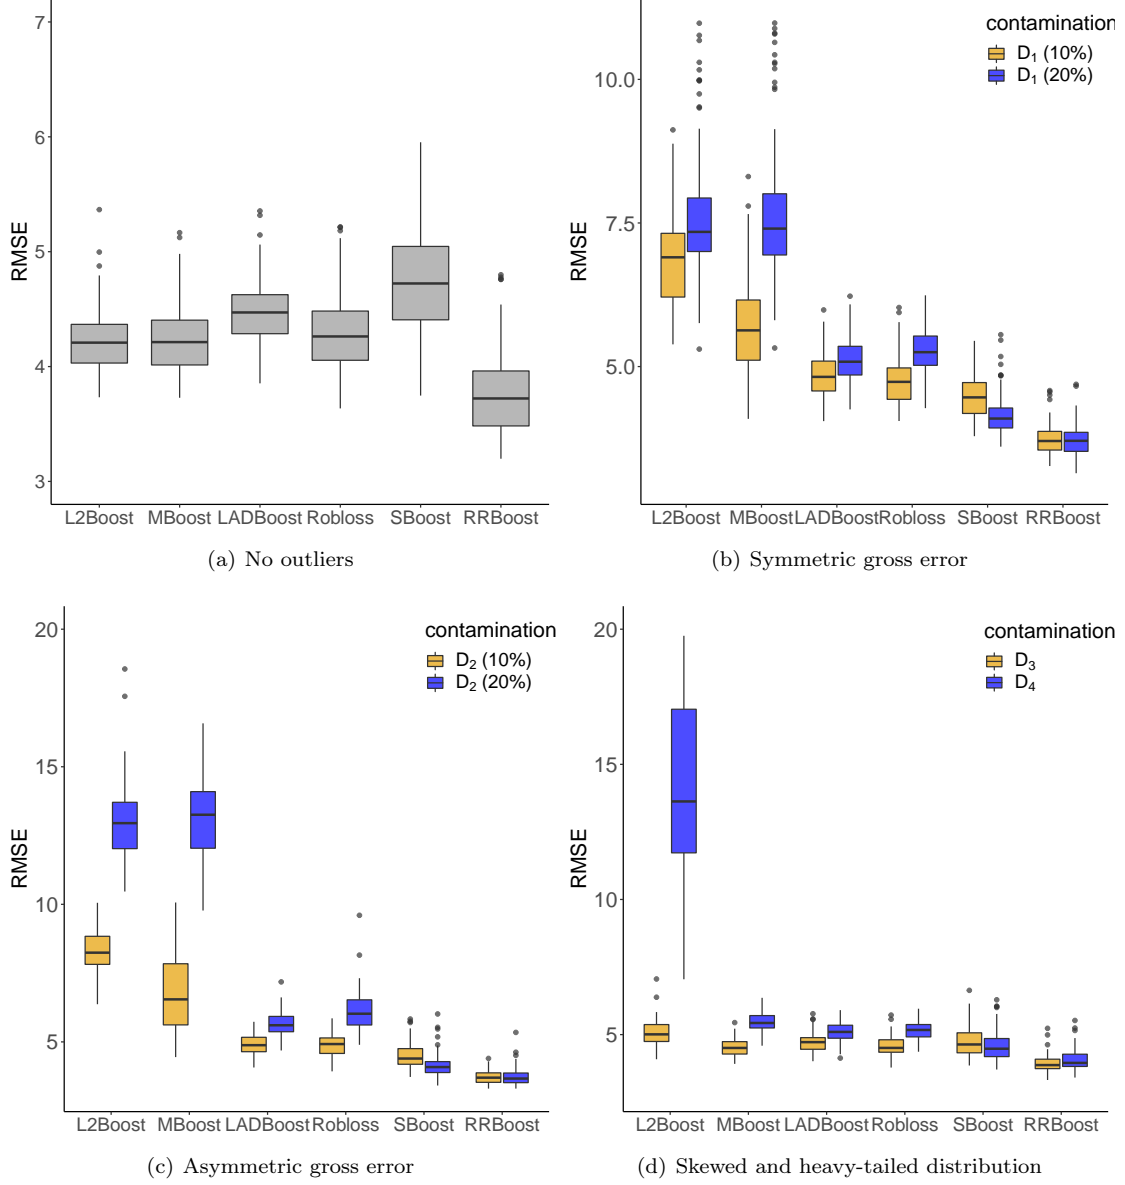 7
6
5
4
3
RMSE
L2Boost MBoost LADBoost Robloss SBoost RRBoost
(a) No outliers
contamination
D1 (10%)
D1 (20%)
10.0
7.5
5.0
RMSE
L2Boost MBoost LADBoost Robloss SBoost RRBoost
(b) Symmetric gross error
contamination
D2 (10%)
D2 (20%)
20
15
10
5
RMSE
L2Boost MBoost LADBoost Robloss SBoost RRBoost
(c) Asymmetric gross error
contamination
D3
D4
20
15
10
5
RMSE
L2Boost MBoost LADBoost Robloss SBoost RRBoost
(d) Skewed and heavy-tailed distribution